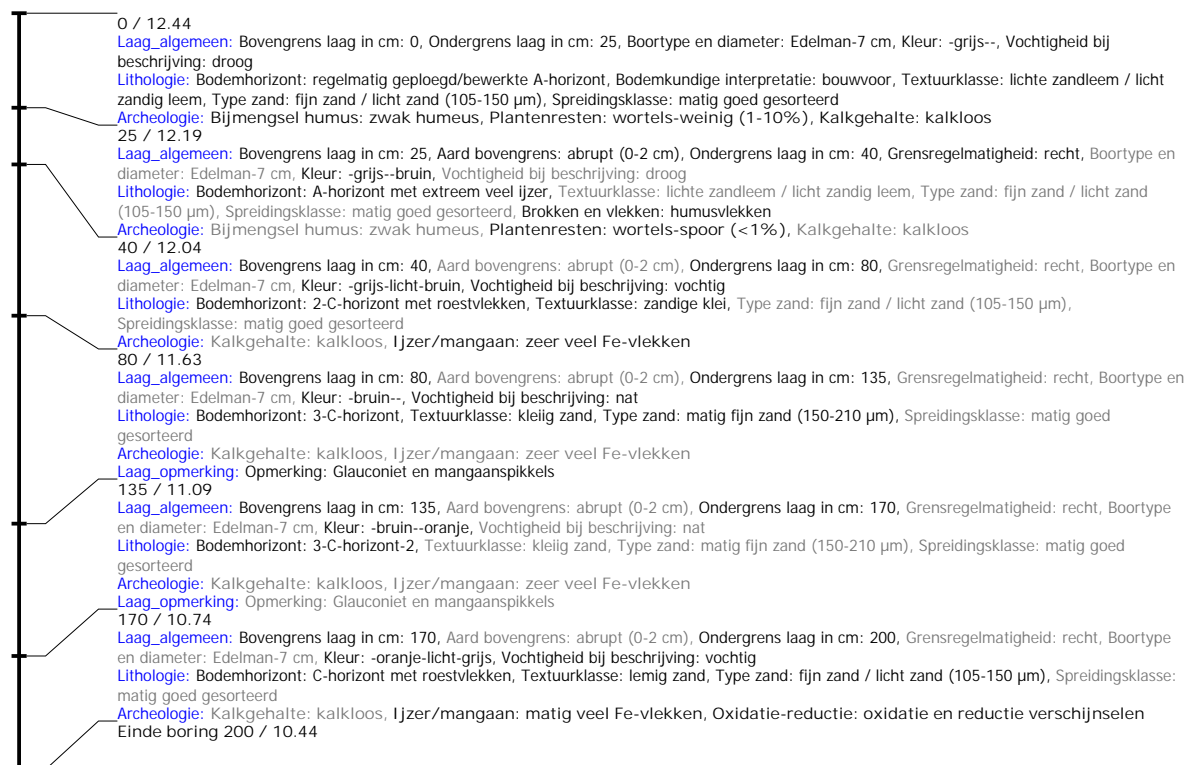 0 / 12.44
Laag_algemeen: Bovengrens laag in cm: 0, Ondergrens laag in cm: 25, Boortype en diameter: Edelman-7 cm, Kleur: -grijs--, Vochtigheid bij
beschrijving: droog
Lithologie: Bodemhorizont: regelmatig geploegd/bewerkte A-horizont, Bodemkundige interpretatie: bouwvoor, Textuurklasse: lichte zandleem / licht
zandig leem, Type zand: fijn zand / licht zand (105-150 µm), Spreidingsklasse: matig goed gesorteerd
Archeologie: Bijmengsel humus: zwak humeus, Plantenresten: wortels-weinig (1-10%), Kalkgehalte: kalkloos
25 / 12.19
Laag_algemeen: Bovengrens laag in cm: 25, Aard bovengrens: abrupt (0-2 cm), Ondergrens laag in cm: 40, Grensregelmatigheid: recht, Boortype en
diameter: Edelman-7 cm, Kleur: -grijs--bruin, Vochtigheid bij beschrijving: droog
Lithologie: Bodemhorizont: A-horizont met extreem veel ijzer, Textuurklasse: lichte zandleem / licht zandig leem, Type zand: fijn zand / licht zand
(105-150 µm), Spreidingsklasse: matig goed gesorteerd, Brokken en vlekken: humusvlekken
Archeologie: Bijmengsel humus: zwak humeus, Plantenresten: wortels-spoor (<1%), Kalkgehalte: kalkloos
40 / 12.04
Laag_algemeen: Bovengrens laag in cm: 40, Aard bovengrens: abrupt (0-2 cm), Ondergrens laag in cm: 80, Grensregelmatigheid: recht, Boortype en
diameter: Edelman-7 cm, Kleur: -grijs-licht-bruin, Vochtigheid bij beschrijving: vochtig
Lithologie: Bodemhorizont: 2-C-horizont met roestvlekken, Textuurklasse: zandige klei, Type zand: fijn zand / licht zand (105-150 µm),
Spreidingsklasse: matig goed gesorteerd
Archeologie: Kalkgehalte: kalkloos, Ijzer/mangaan: zeer veel Fe-vlekken
80 / 11.63
Laag_algemeen: Bovengrens laag in cm: 80, Aard bovengrens: abrupt (0-2 cm), Ondergrens laag in cm: 135, Grensregelmatigheid: recht, Boortype en
diameter: Edelman-7 cm, Kleur: -bruin--, Vochtigheid bij beschrijving: nat
Lithologie: Bodemhorizont: 3-C-horizont, Textuurklasse: kleiig zand, Type zand: matig fijn zand (150-210 µm), Spreidingsklasse: matig goed
gesorteerd
Archeologie: Kalkgehalte: kalkloos, Ijzer/mangaan: zeer veel Fe-vlekken
Laag_opmerking: Opmerking: Glauconiet en mangaanspikkels
135 / 11.09
Laag_algemeen: Bovengrens laag in cm: 135, Aard bovengrens: abrupt (0-2 cm), Ondergrens laag in cm: 170, Grensregelmatigheid: recht, Boortype
en diameter: Edelman-7 cm, Kleur: -bruin--oranje, Vochtigheid bij beschrijving: nat
Lithologie: Bodemhorizont: 3-C-horizont-2, Textuurklasse: kleiig zand, Type zand: matig fijn zand (150-210 µm), Spreidingsklasse: matig goed
gesorteerd
Archeologie: Kalkgehalte: kalkloos, Ijzer/mangaan: zeer veel Fe-vlekken
Laag_opmerking: Opmerking: Glauconiet en mangaanspikkels
170 / 10.74
Laag_algemeen: Bovengrens laag in cm: 170, Aard bovengrens: abrupt (0-2 cm), Ondergrens laag in cm: 200, Grensregelmatigheid: recht, Boortype
en diameter: Edelman-7 cm, Kleur: -oranje-licht-grijs, Vochtigheid bij beschrijving: vochtig
Lithologie: Bodemhorizont: C-horizont met roestvlekken, Textuurklasse: lemig zand, Type zand: fijn zand / licht zand (105-150 µm), Spreidingsklasse:
matig goed gesorteerd
Archeologie: Kalkgehalte: kalkloos, Ijzer/mangaan: matig veel Fe-vlekken, Oxidatie-reductie: oxidatie en reductie verschijnselen
Einde boring 200 / 10.44